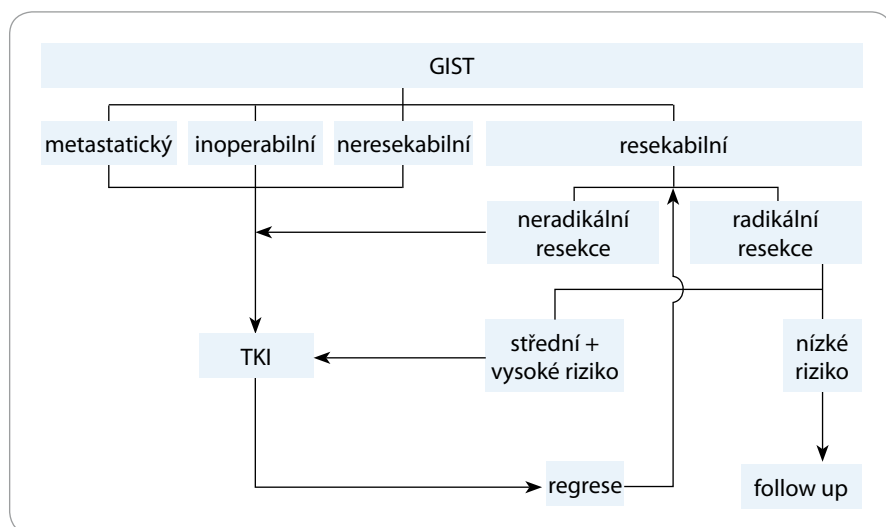 GIST
metastatický
inoperabilní
neresekabilní
resekabilní
neradikální
resekce
radikální
resekce
TKI
střední +
vysoké riziko
nízké
riziko
regrese
follow up